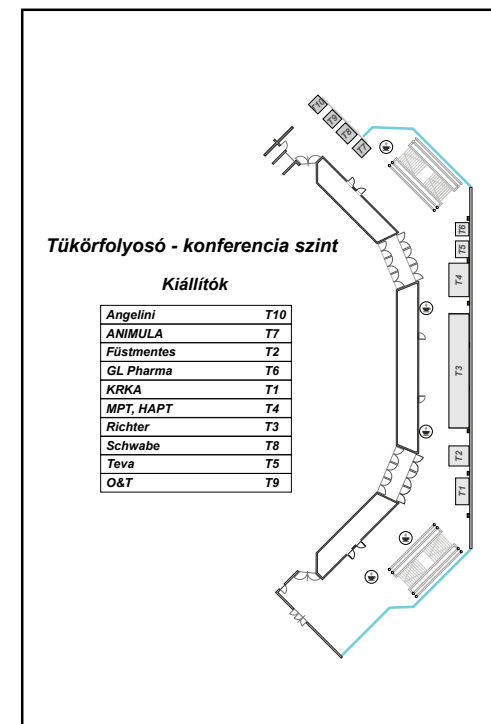 Tükörfolyosó - konferencia szint
Kiállítók
Angelini T10
ANIMULA T7
Füstmentes T2
GL Pharma T6
KRKA T1
MPT, HAPT T4
Richter T3
Schwabe T8
Teva T5
O&T T9
T10
T9
T8
T7
T6
T5
T4
T3
T2
T1